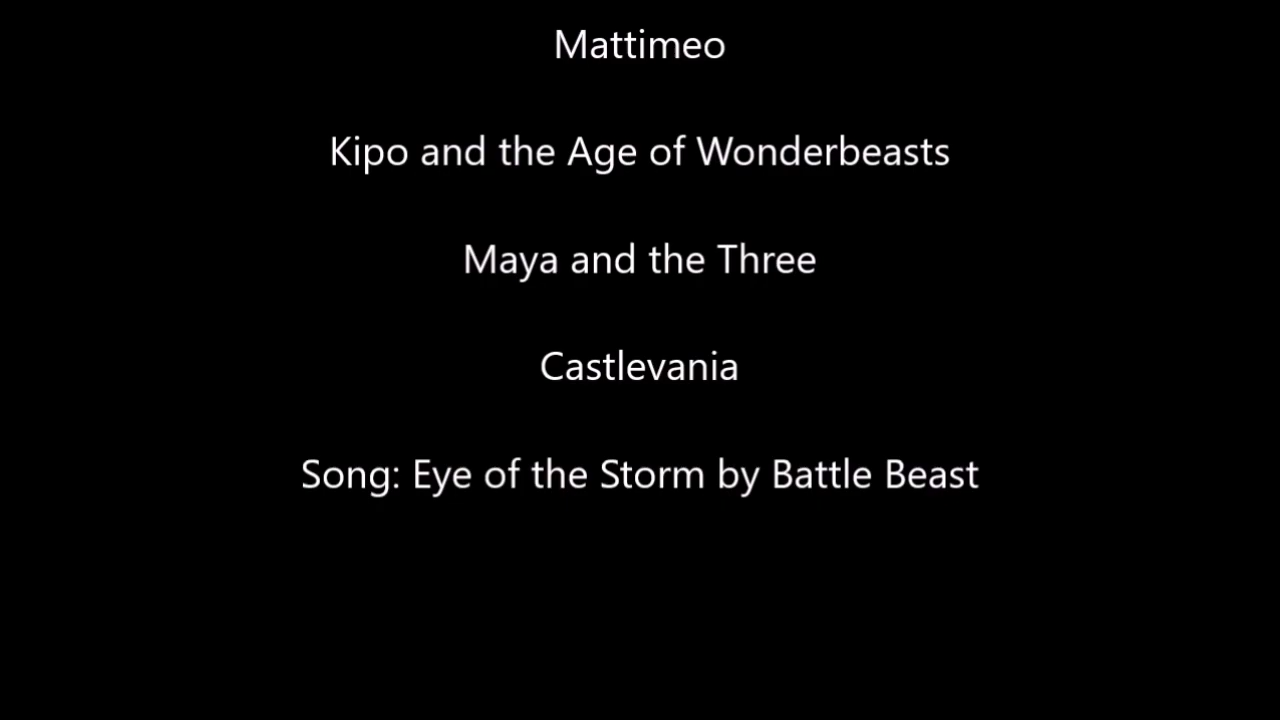 Mattimeo
Kipo and the Age of Wonderbeasts
Maya and the Three
Castlevania
Song: Eye of the Storm by Battle Beast